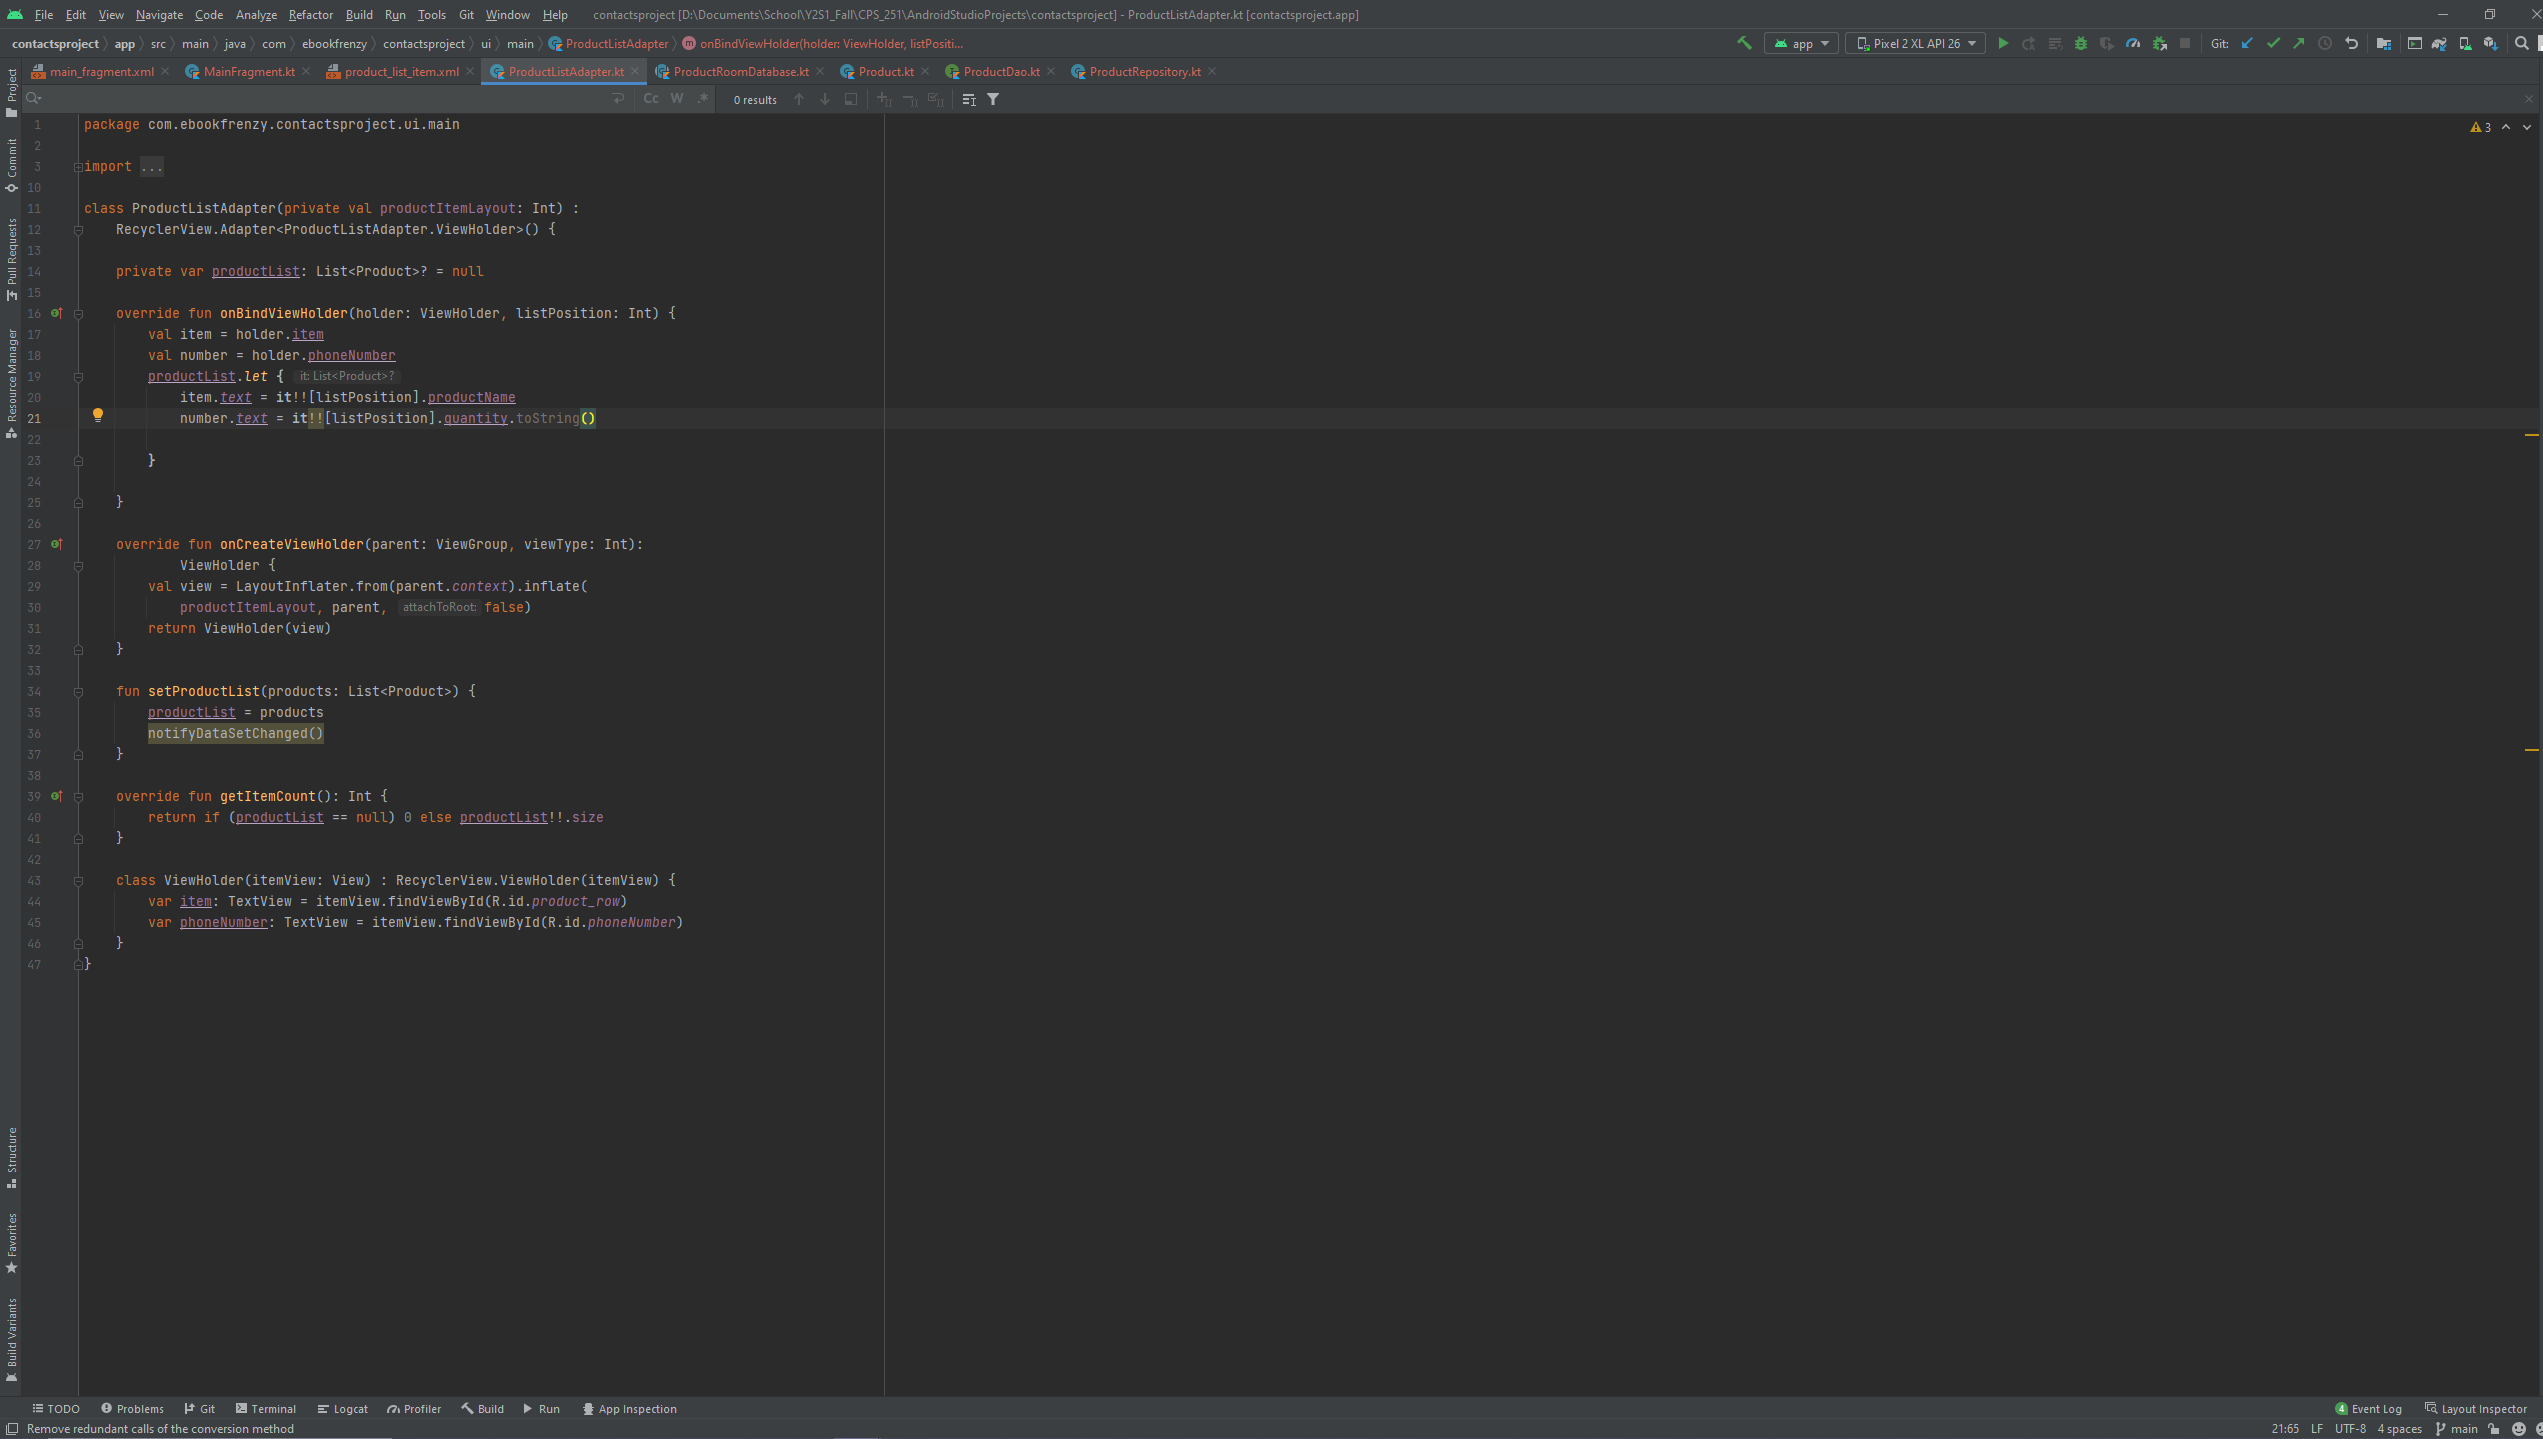 File Edit View Navigate Code Analyze Refactor Build Run Tools Git Window Help contactsproject [D:\Documents\School\Y2S1_Fall\CPS_251\AndroidStudioProjects\contactsproject] - ProductListAdapter.kt [contactsproject.app]
contactsproject app src main java com ebookfrenzy contactsproject ui main ProductListAdapter onBindViewHolder(holder: ViewHolder, listPositi... app Pixel 2 XL API 26 Git:
main_fragment.xml MainFragment.kt product_list_item.xml ProductListAdapter.kt ProductRoomDatabase.kt Product.kt ProductDao.kt ProductRepository.kt
Cc W .* 0 results
Project
Commit
Pull Requests
Resource Manager
Structure
Favorites
Build Variants
3
1 package com.ebookfrenzy.contactsproject.ui.main
2
3 import ...
10
11 class ProductListAdapter(private val productItemLayout: Int) :
12 RecyclerView.Adapter<ProductListAdapter.ViewHolder>() {
13
14 private var productList: List<Product>? = null
15
16 override fun onBindViewHolder(holder: ViewHolder, listPosition: Int) {
17 val item = holder.item
18 val number = holder.phoneNumber
19 productList.let { it: List<Product>?
20 item.text = it!![listPosition].productName
21 number.text = it!![listPosition].quantity.toString()
22
23 }
24
25 }
26
27 override fun onCreateViewHolder(parent: ViewGroup, viewType: Int):
28 ViewHolder {
29 val view = LayoutInflater.from(parent.context).inflate(
30 productItemLayout, parent, attachToRoot: false)
31 return ViewHolder(view)
32 }
33
34 fun setProductList(products: List<Product>) {
35 productList = products
36 notifyDataSetChanged()
37 }
38
39 override fun getItemCount(): Int {
40 return if (productList == null) 0 else productList!!.size
41 }
42
43 class ViewHolder(itemView: View) : RecyclerView.ViewHolder(itemView) {
44 var item: TextView = itemView.findViewById(R.id.product_row)
45 var phoneNumber: TextView = itemView.findViewById(R.id.phoneNumber)
46 }
47 }
TODO Problems Git Terminal Logcat Profiler Build Run App Inspection 4 Event Log Layout Inspector
Remove redundant calls of the conversion method 21:65 LF UTF-8 4 spaces main